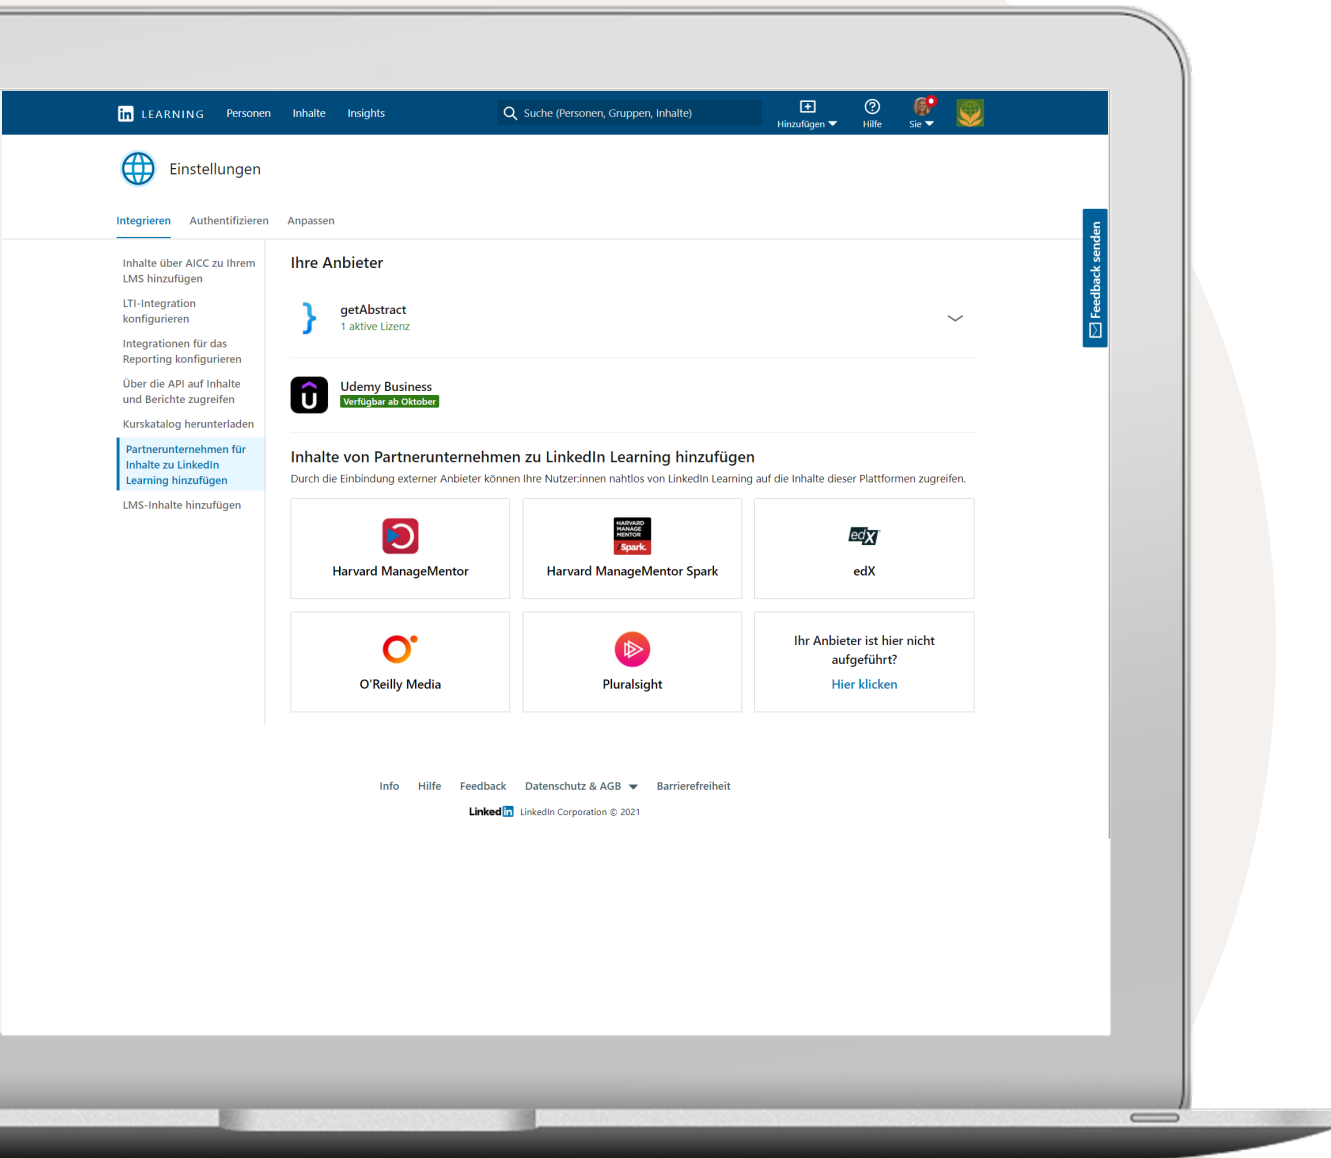 in LEARNING Personen Inhalte Insights Suche (Personen, Gruppen, Inhalte) Hinzufügen Hilfe Sie
Einstellungen
Integrieren Authentifizieren Anpassen
Inhalte über AICC zu Ihrem
LMS hinzufügen
LTI-Integration
konfigurieren
Integrationen für das
Reporting konfigurieren
Über die API auf Inhalte
und Berichte zugreifen
Kurskatalog herunterladen
Partnerunternehmen für
Inhalte zu LinkedIn
Learning hinzufügen
LMS-Inhalte hinzufügen
Ihre Anbieter
getAbstract
1 aktive Lizenz
Udemy Business
Verfügbar ab Oktober
Inhalte von Partnerunternehmen zu LinkedIn Learning hinzufügen
Durch die Einbindung externer Anbieter können Ihre Nutzer:innen nahtlos von LinkedIn Learning auf die Inhalte dieser Plattformen zugreifen.
Harvard ManageMentor
HARVARD
MANAGE
MENTOR
Spark.
Harvard ManageMentor Spark
edX
edX
O'Reilly Media
Pluralsight
Ihr Anbieter ist hier nicht
aufgeführt?
Hier klicken
Feedback senden
Info Hilfe Feedback Datenschutz & AGB Barrierefreiheit
Linked in LinkedIn Corporation © 2021